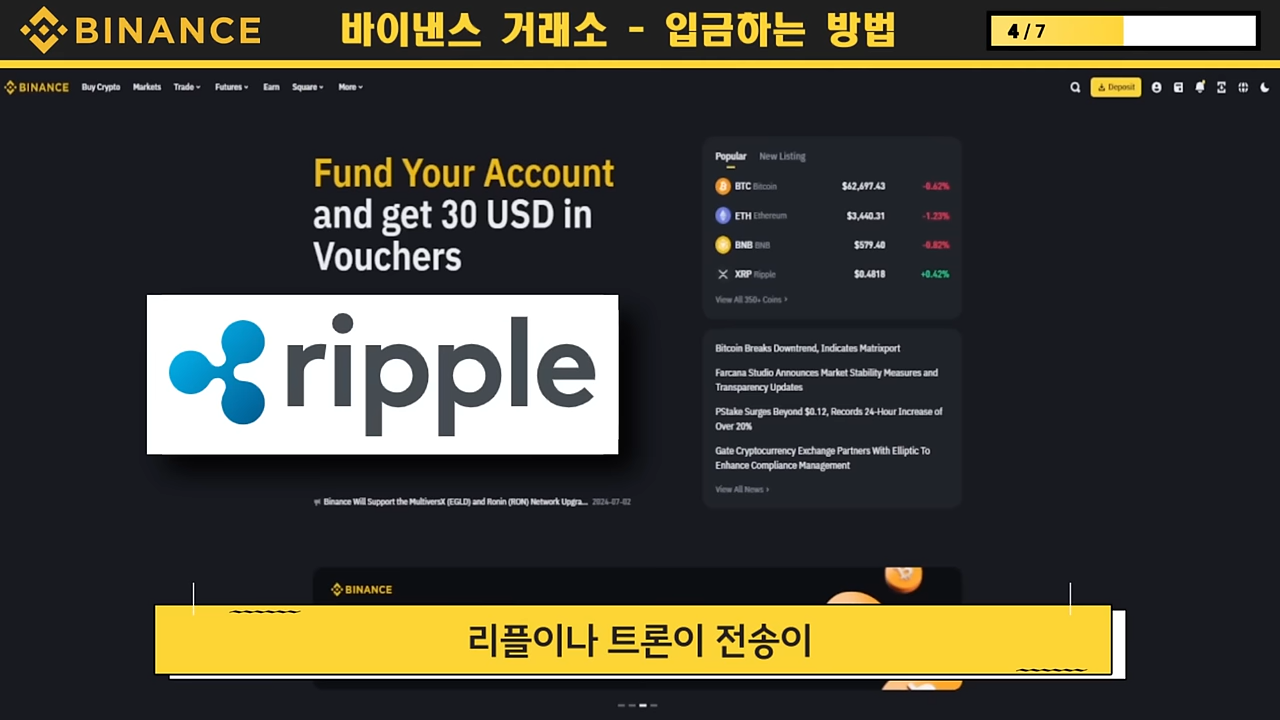 BINANCE
바이낸스 거래소 - 입금하는 방법
4 / 7
BINANCE Buy Crypto Markets Trade Futures Earn Square More
Deposit
Fund Your Account
and get 30 USD in
Vouchers
Popular New Listing
BTC Bitcoin $62,697.43 -0.62%
ETH Ethereum $3,440.31 -1.23%
BNB BNB $579.40 -0.82%
XRP Ripple $0.4818 +0.42%
View All 350+ Coins >
ripple
Bitcoin Breaks Downtrend, Indicates Matrixport
Farcana Studio Announces Market Stability Measures and
Transparency Updates
PStake Surges Beyond $0.12, Records 24-Hour Increase of
Over 20%
Gate Cryptocurrency Exchange Partners With Elliptic To
Enhance Compliance Management
View All News >
Binance Will Support the MultiversX (EGLD) and Ronin (RON) Network Upgra... 2024-07-02
BINANCE
리플이나 트론이 전송이